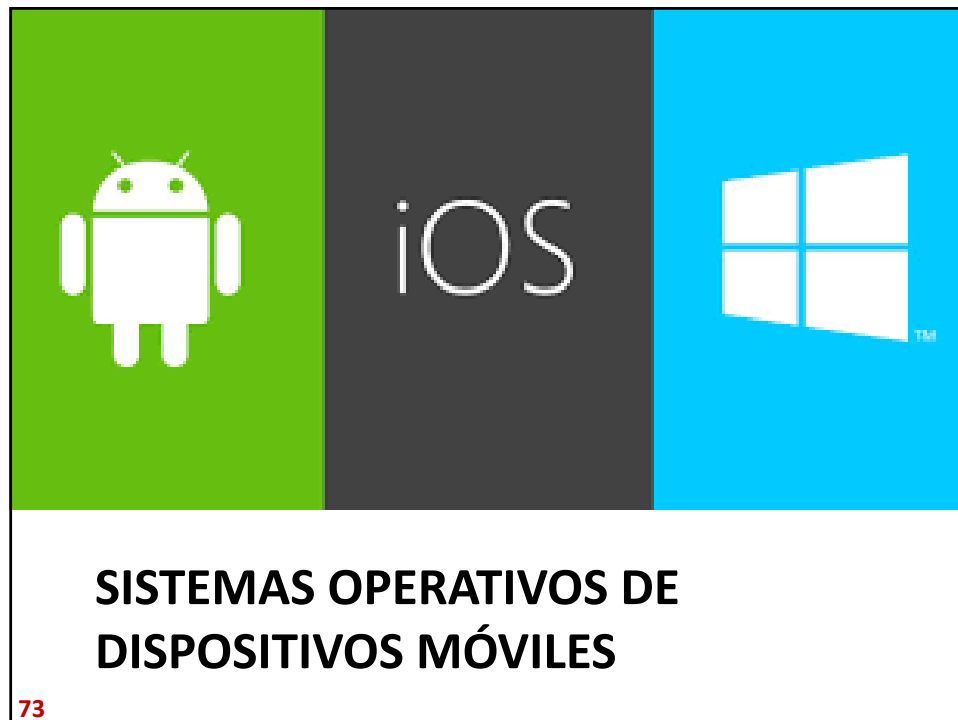 iOS
TM
SISTEMAS OPERATIVOS DE
DISPOSITIVOS MÓVILES
73